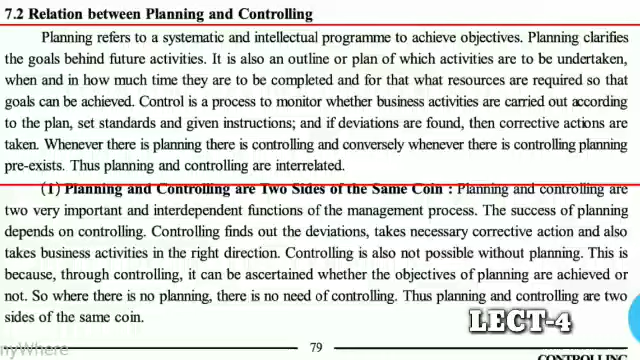 7.2 Relation between Planning and Controlling
Planning refers to a systematic and intellectual programme to achieve objectives. Planning clarifies
the goals behind future activities. It is also an outline or plan of which activities are to be undertaken,
when and in how much time they are to be completed and for that what resources are required so that
goals can be achieved. Control is a process to monitor whether business activities are carried out according
to the plan, set standards and given instructions; and if deviations are found, then corrective actions are
taken. Whenever there is planning there is controlling and conversely whenever there is controlling planning
pre-exists. Thus planning and controlling are interrelated.
(1) Planning and Controlling are Two Sides of the Same Coin : Planning and controlling are
two very important and interdependent functions of the management process. The success of planning
depends on controlling. Controlling finds out the deviations, takes necessary corrective action and also
takes business activities in the right direction. Controlling is also not possible without planning. This is
because, through controlling, it can be ascertained whether the objectives of planning are achieved or
not. So where there is no planning, there is no need of controlling. Thus planning and controlling are two
sides of the same coin.
LECT-4
nyWhere
79
CONTROLLING